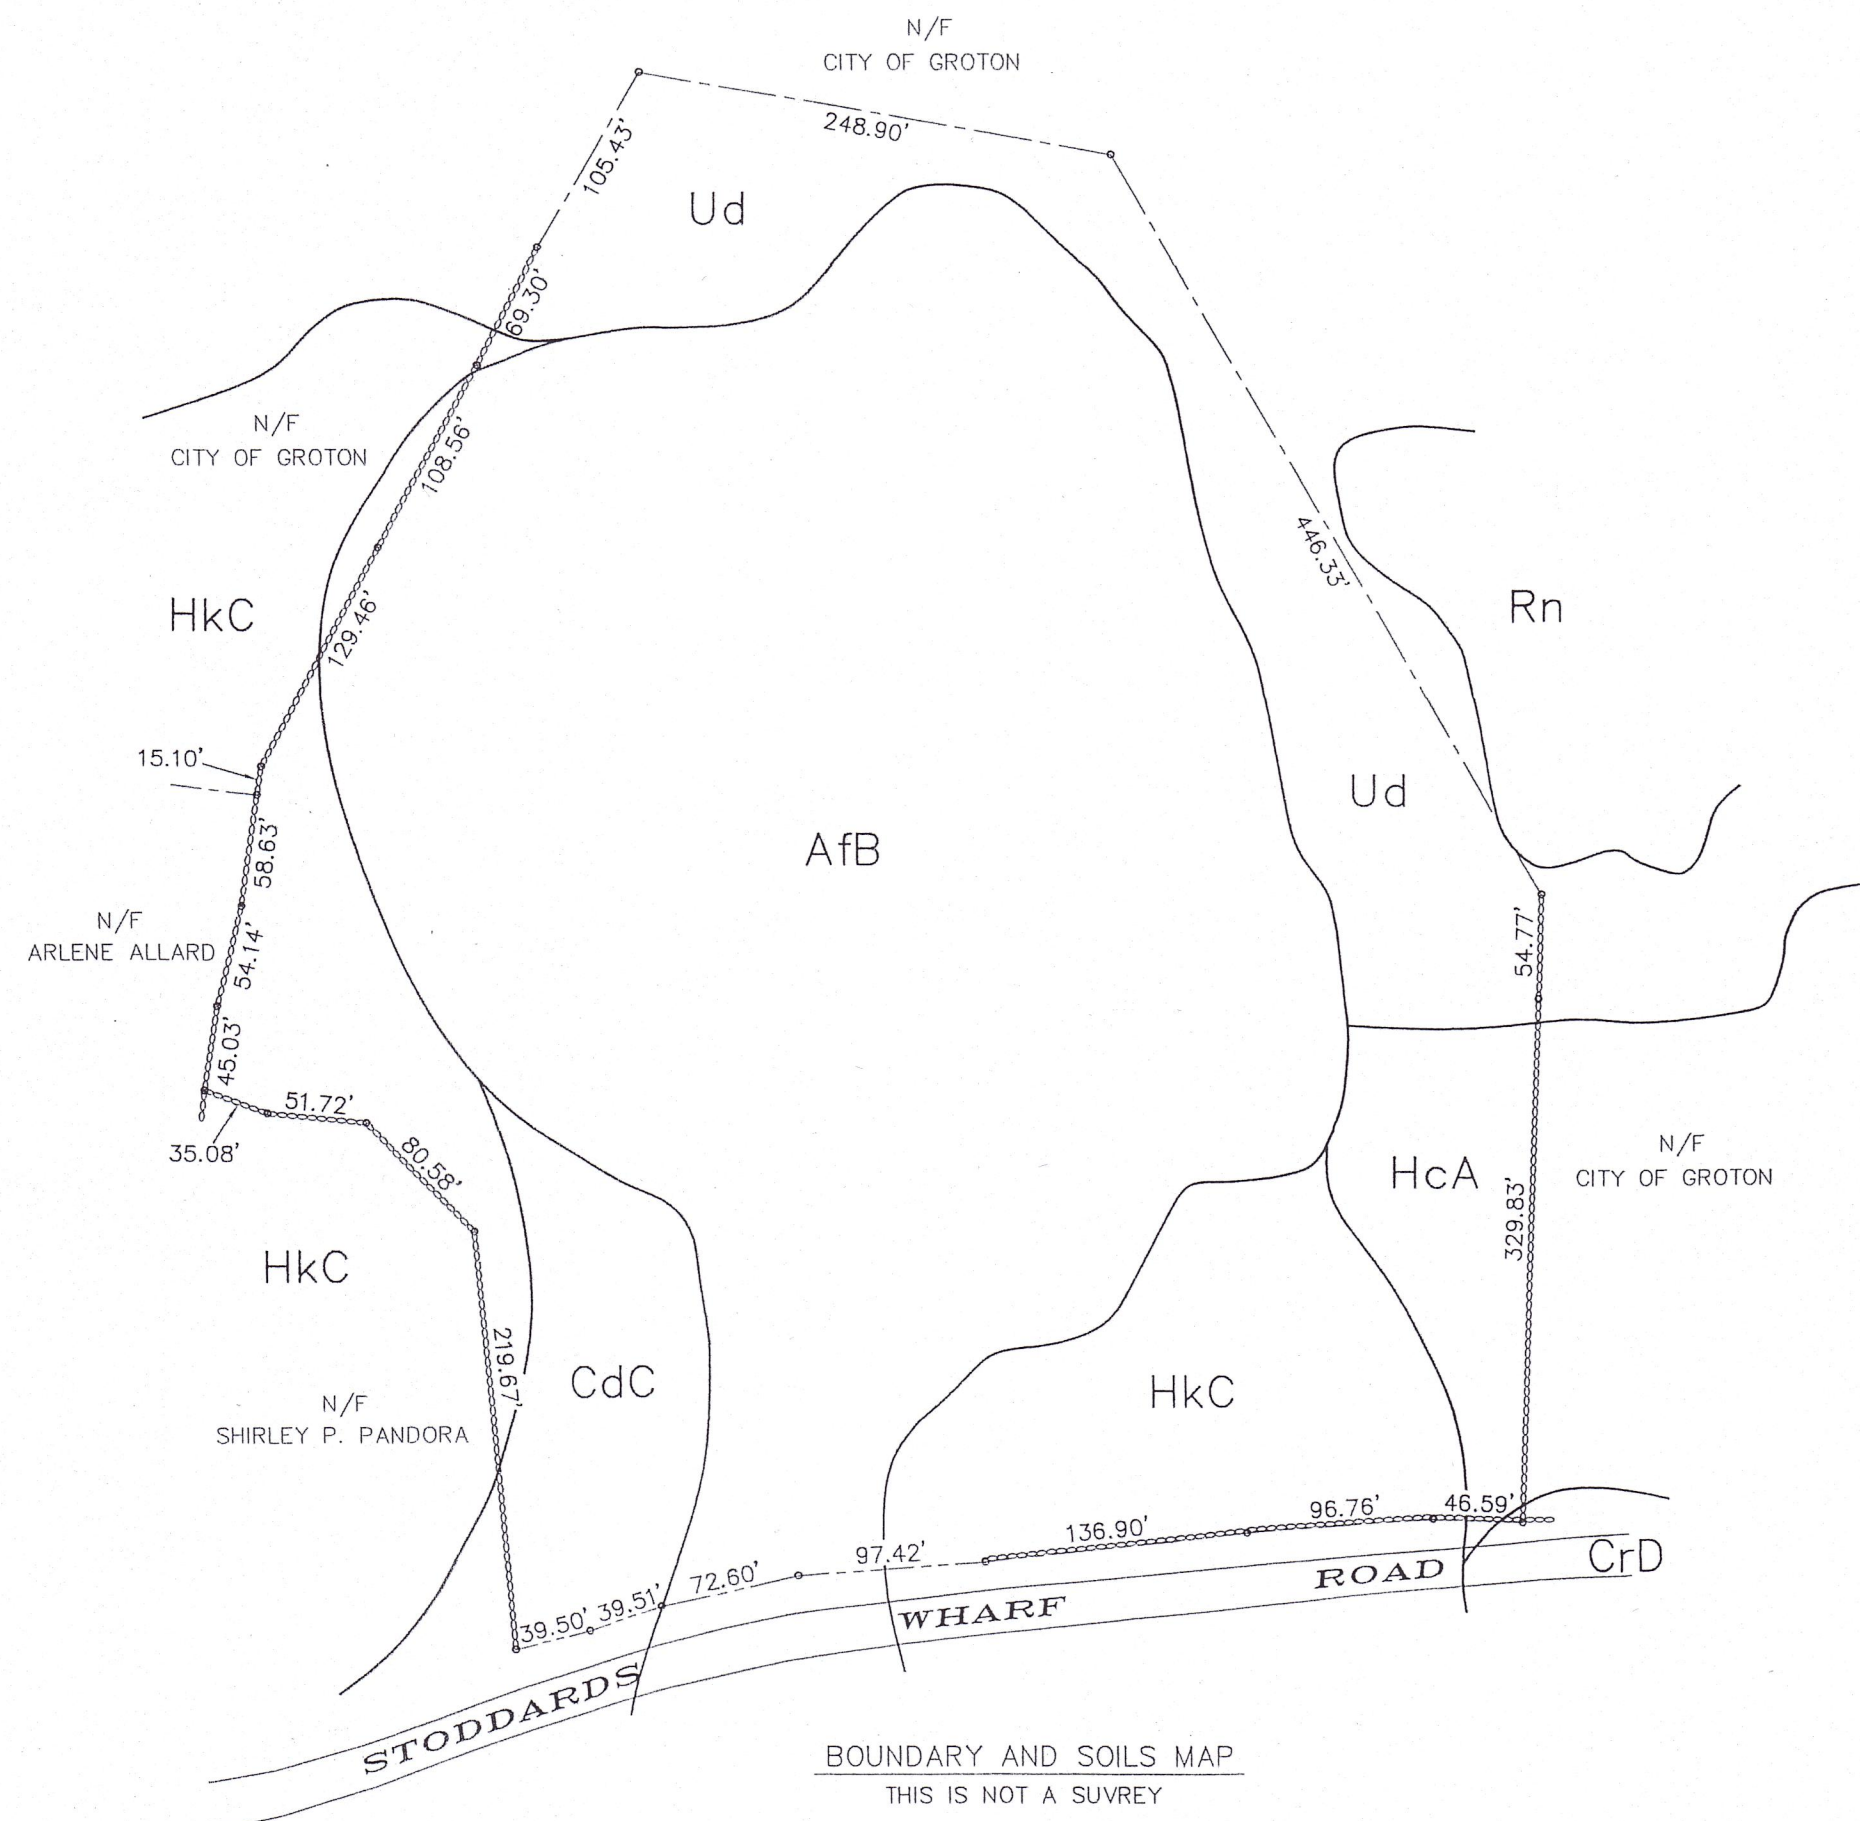 N/F
CITY OF GROTON
248.90'
105.43'
Ud
69.30'
N/F
CITY OF GROTON
108.56'
446.33'
HkC
Rn
129.46'
15.10'
Ud
58.63'
AfB
N/F
ARLENE ALLARD
54.14'
54.77'
45.03'
51.72'
35.08'
80.58'
HcA
N/F
CITY OF GROTON
329.83'
HkC
219.67'
CdC
HkC
N/F
SHIRLEY P. PANDORA
46.59'
96.76'
136.90'
97.42'
72.60'
39.51'
39.50'
CrD
STODDARDS WHARF ROAD
BOUNDARY AND SOILS MAP
THIS IS NOT A SUVREY